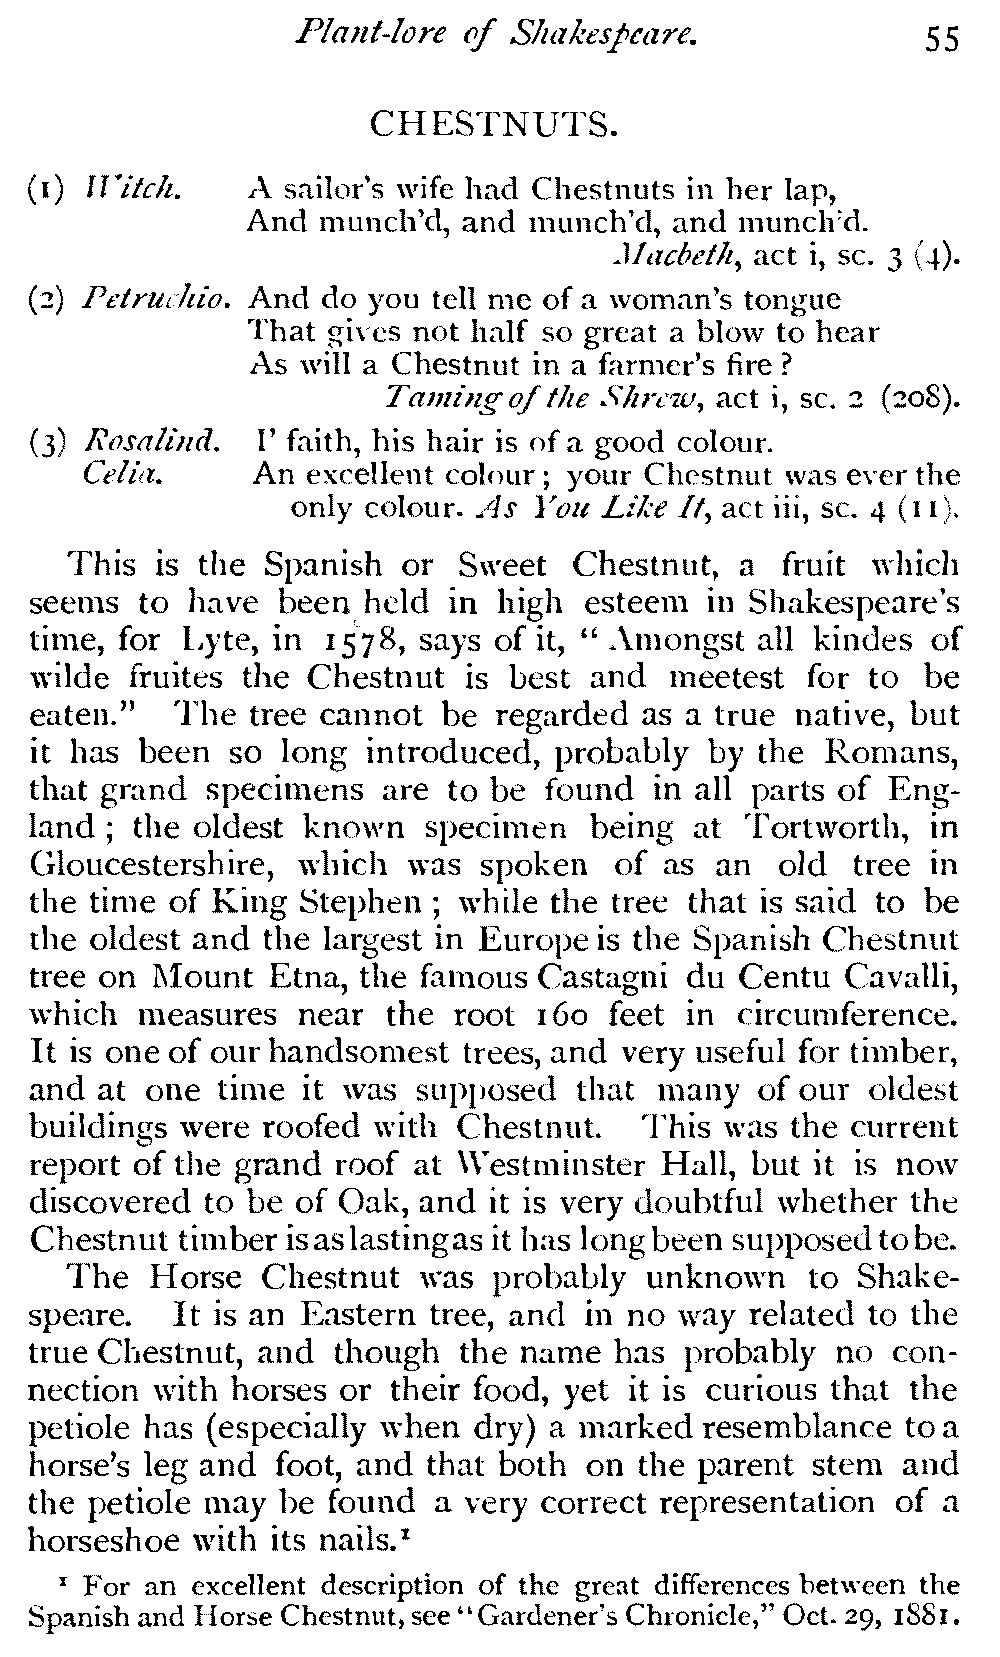 Plant-lore of Shakespeare. 55
CHESTNUTS.
(1) Witch. A sailor's wife had Chestnuts in her lap,
And munch'd, and munch'd, and munch'd.
Macbeth, act i, sc. 3 (4).
(2) Petruchio. And do you tell me of a woman's tongue
That gives not half so great a blow to hear
As will a Chestnut in a farmer's fire?
Taming of the Shrew, act i, sc. 2 (208).
(3) Rosalind. I' faith, his hair is of a good colour.
Celia. An excellent colour; your Chestnut was ever the
only colour. As You Like It, act iii, sc. 4 (11).
This is the Spanish or Sweet Chestnut, a fruit which
seems to have been held in high esteem in Shakespeare's
time, for Lyte, in 1578, says of it, "Amongst all kindes of
wilde fruites the Chestnut is best and meetest for to be
eaten." The tree cannot be regarded as a true native, but
it has been so long introduced, probably by the Romans,
that grand specimens are to be found in all parts of Eng-
land; the oldest known specimen being at Tortworth, in
Gloucestershire, which was spoken of as an old tree in
the time of King Stephen; while the tree that is said to be
the oldest and the largest in Europe is the Spanish Chestnut
tree on Mount Etna, the famous Castagni du Centu Cavalli,
which measures near the root 160 feet in circumference.
It is one of our handsomest trees, and very useful for timber,
and at one time it was supposed that many of our oldest
buildings were roofed with Chestnut. This was the current
report of the grand roof at Westminster Hall, but it is now
discovered to be of Oak, and it is very doubtful whether the
Chestnut timber is as lasting as it has long been supposed to be.
The Horse Chestnut was probably unknown to Shake-
speare. It is an Eastern tree, and in no way related to the
true Chestnut, and though the name has probably no con-
nection with horses or their food, yet it is curious that the
petiole has (especially when dry) a marked resemblance to a
horse's leg and foot, and that both on the parent stem and
the petiole may be found a very correct representation of a
horseshoe with its nails.¹
¹ For an excellent description of the great differences between the
Spanish and Horse Chestnut, see "Gardener's Chronicle," Oct. 29, 1881.